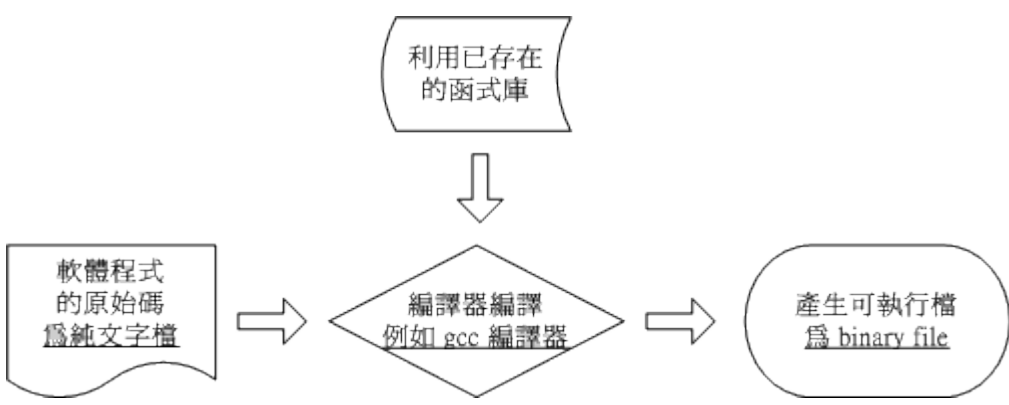 利用已存在
的函式庫
軟體程式
的原始碼
為純文字檔
編譯器編譯
例如 gcc 編譯器
產生可執行檔
為 binary file